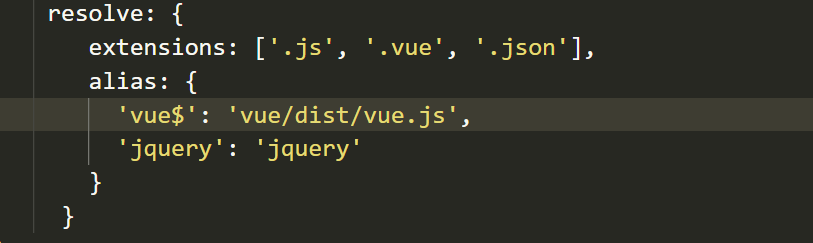 resolve: {
extensions: ['.js', '.vue', '.json'],
alias: {
'vue$': 'vue/dist/vue.js',
'jquery': 'jquery'
}
}